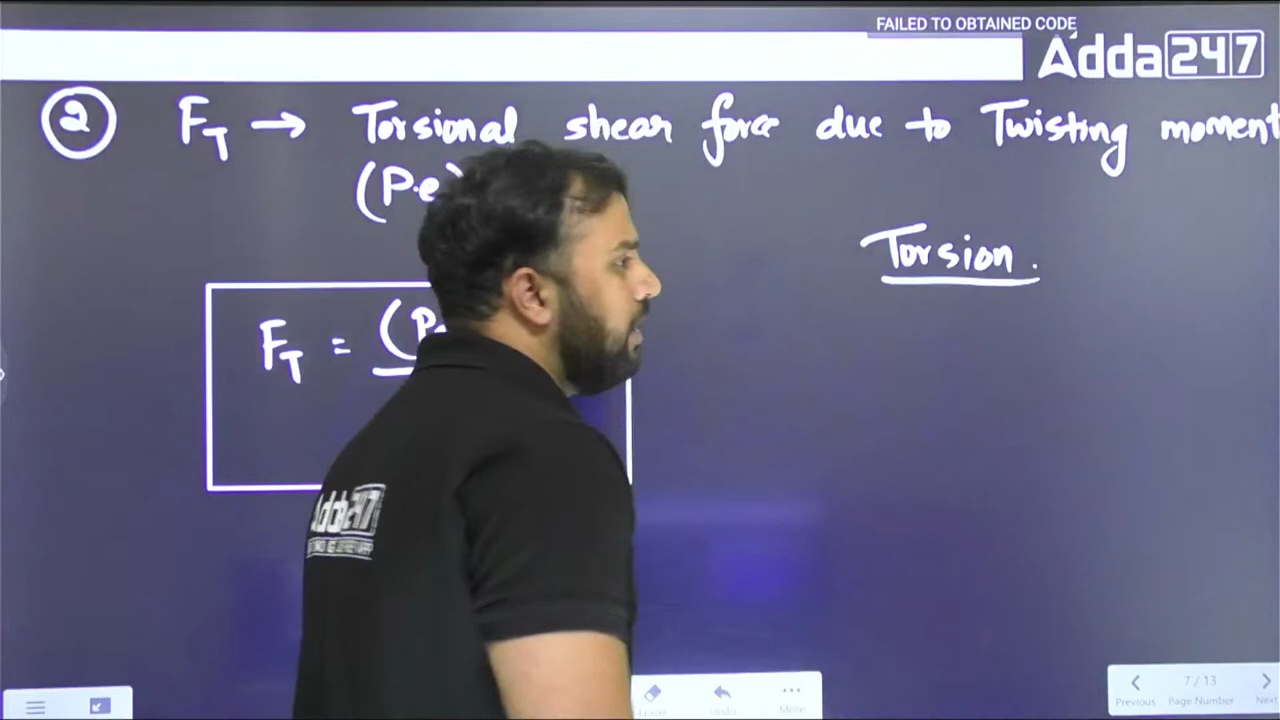 FAILED TO OBTAINED CODE
Adda247
② F_T → Torsional shear force due to Twisting moment
(P.e)
Torsion.
F_T = (P
Adda247
Undo
More
Previous
7 / 13
Page Number
Next